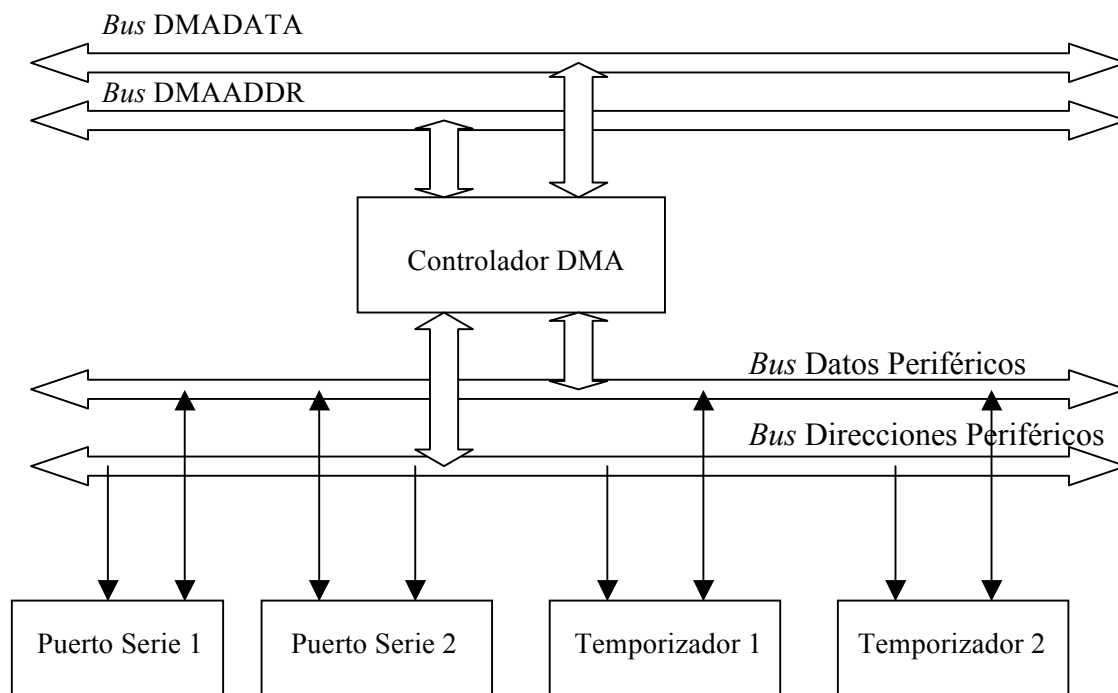 Bus DMADATA
Bus DMAADDR
Controlador DMA
Bus Datos Periféricos
Bus Direcciones Periféricos
Puerto Serie 1
Puerto Serie 2
Temporizador 1
Temporizador 2